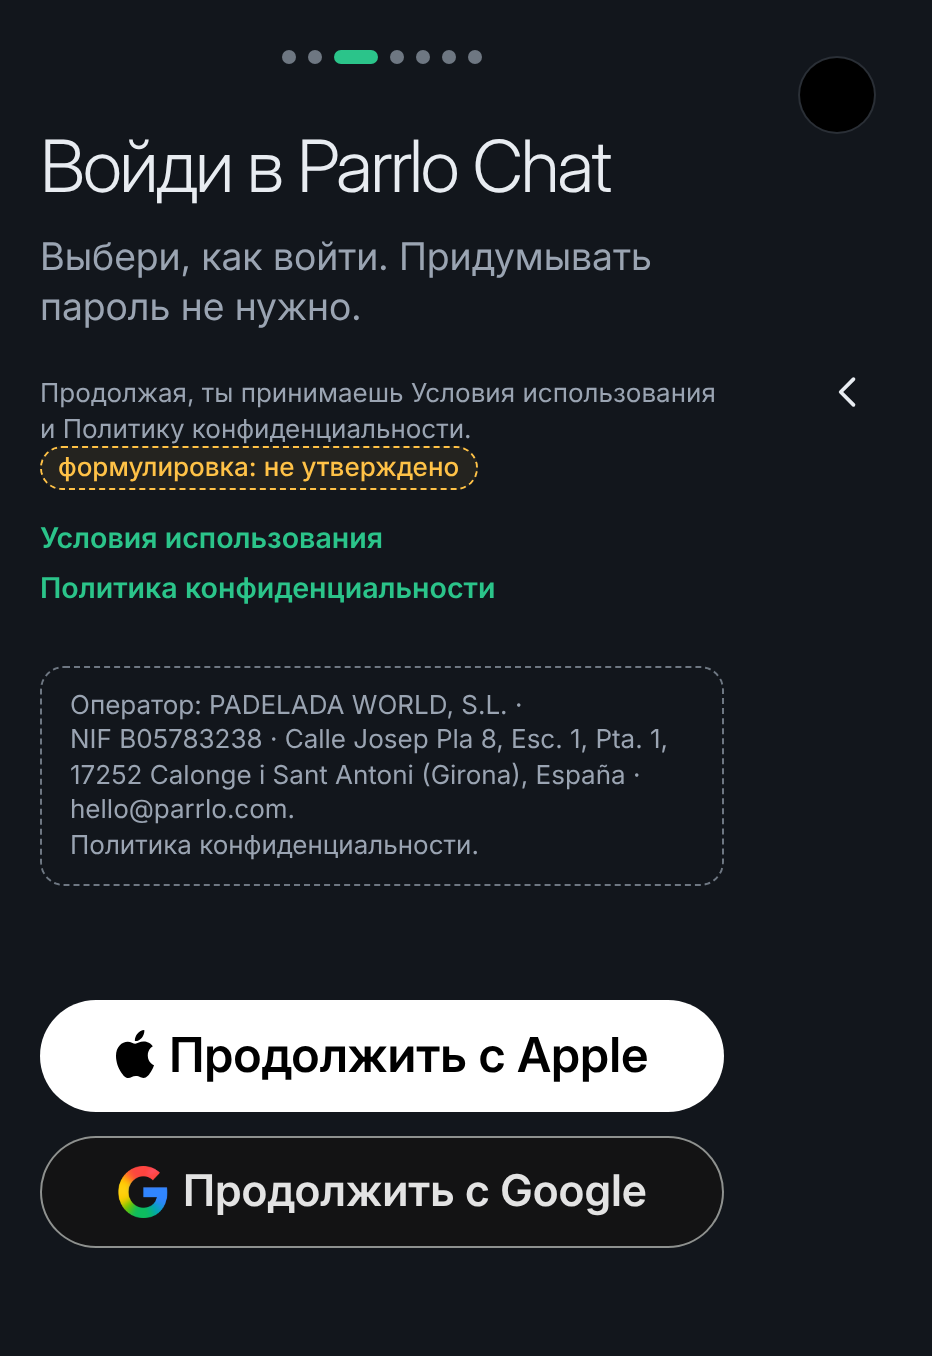 Войди в Parrlo Chat
Выбери, как войти. Придумывать
пароль не нужно.
Продолжая, ты принимаешь Условия использования
и Политику конфиденциальности.
формулировка: не утверждено
Условия использования
Политика конфиденциальности
Оператор: PADELADA WORLD, S.L. ·
NIF B05783238 · Calle Josep Pla 8, Esc. 1, Pta. 1,
17252 Calonge i Sant Antoni (Girona), España ·
hello@parrlo.com.
Политика конфиденциальности.
Продолжить с Apple
Продолжить с Google